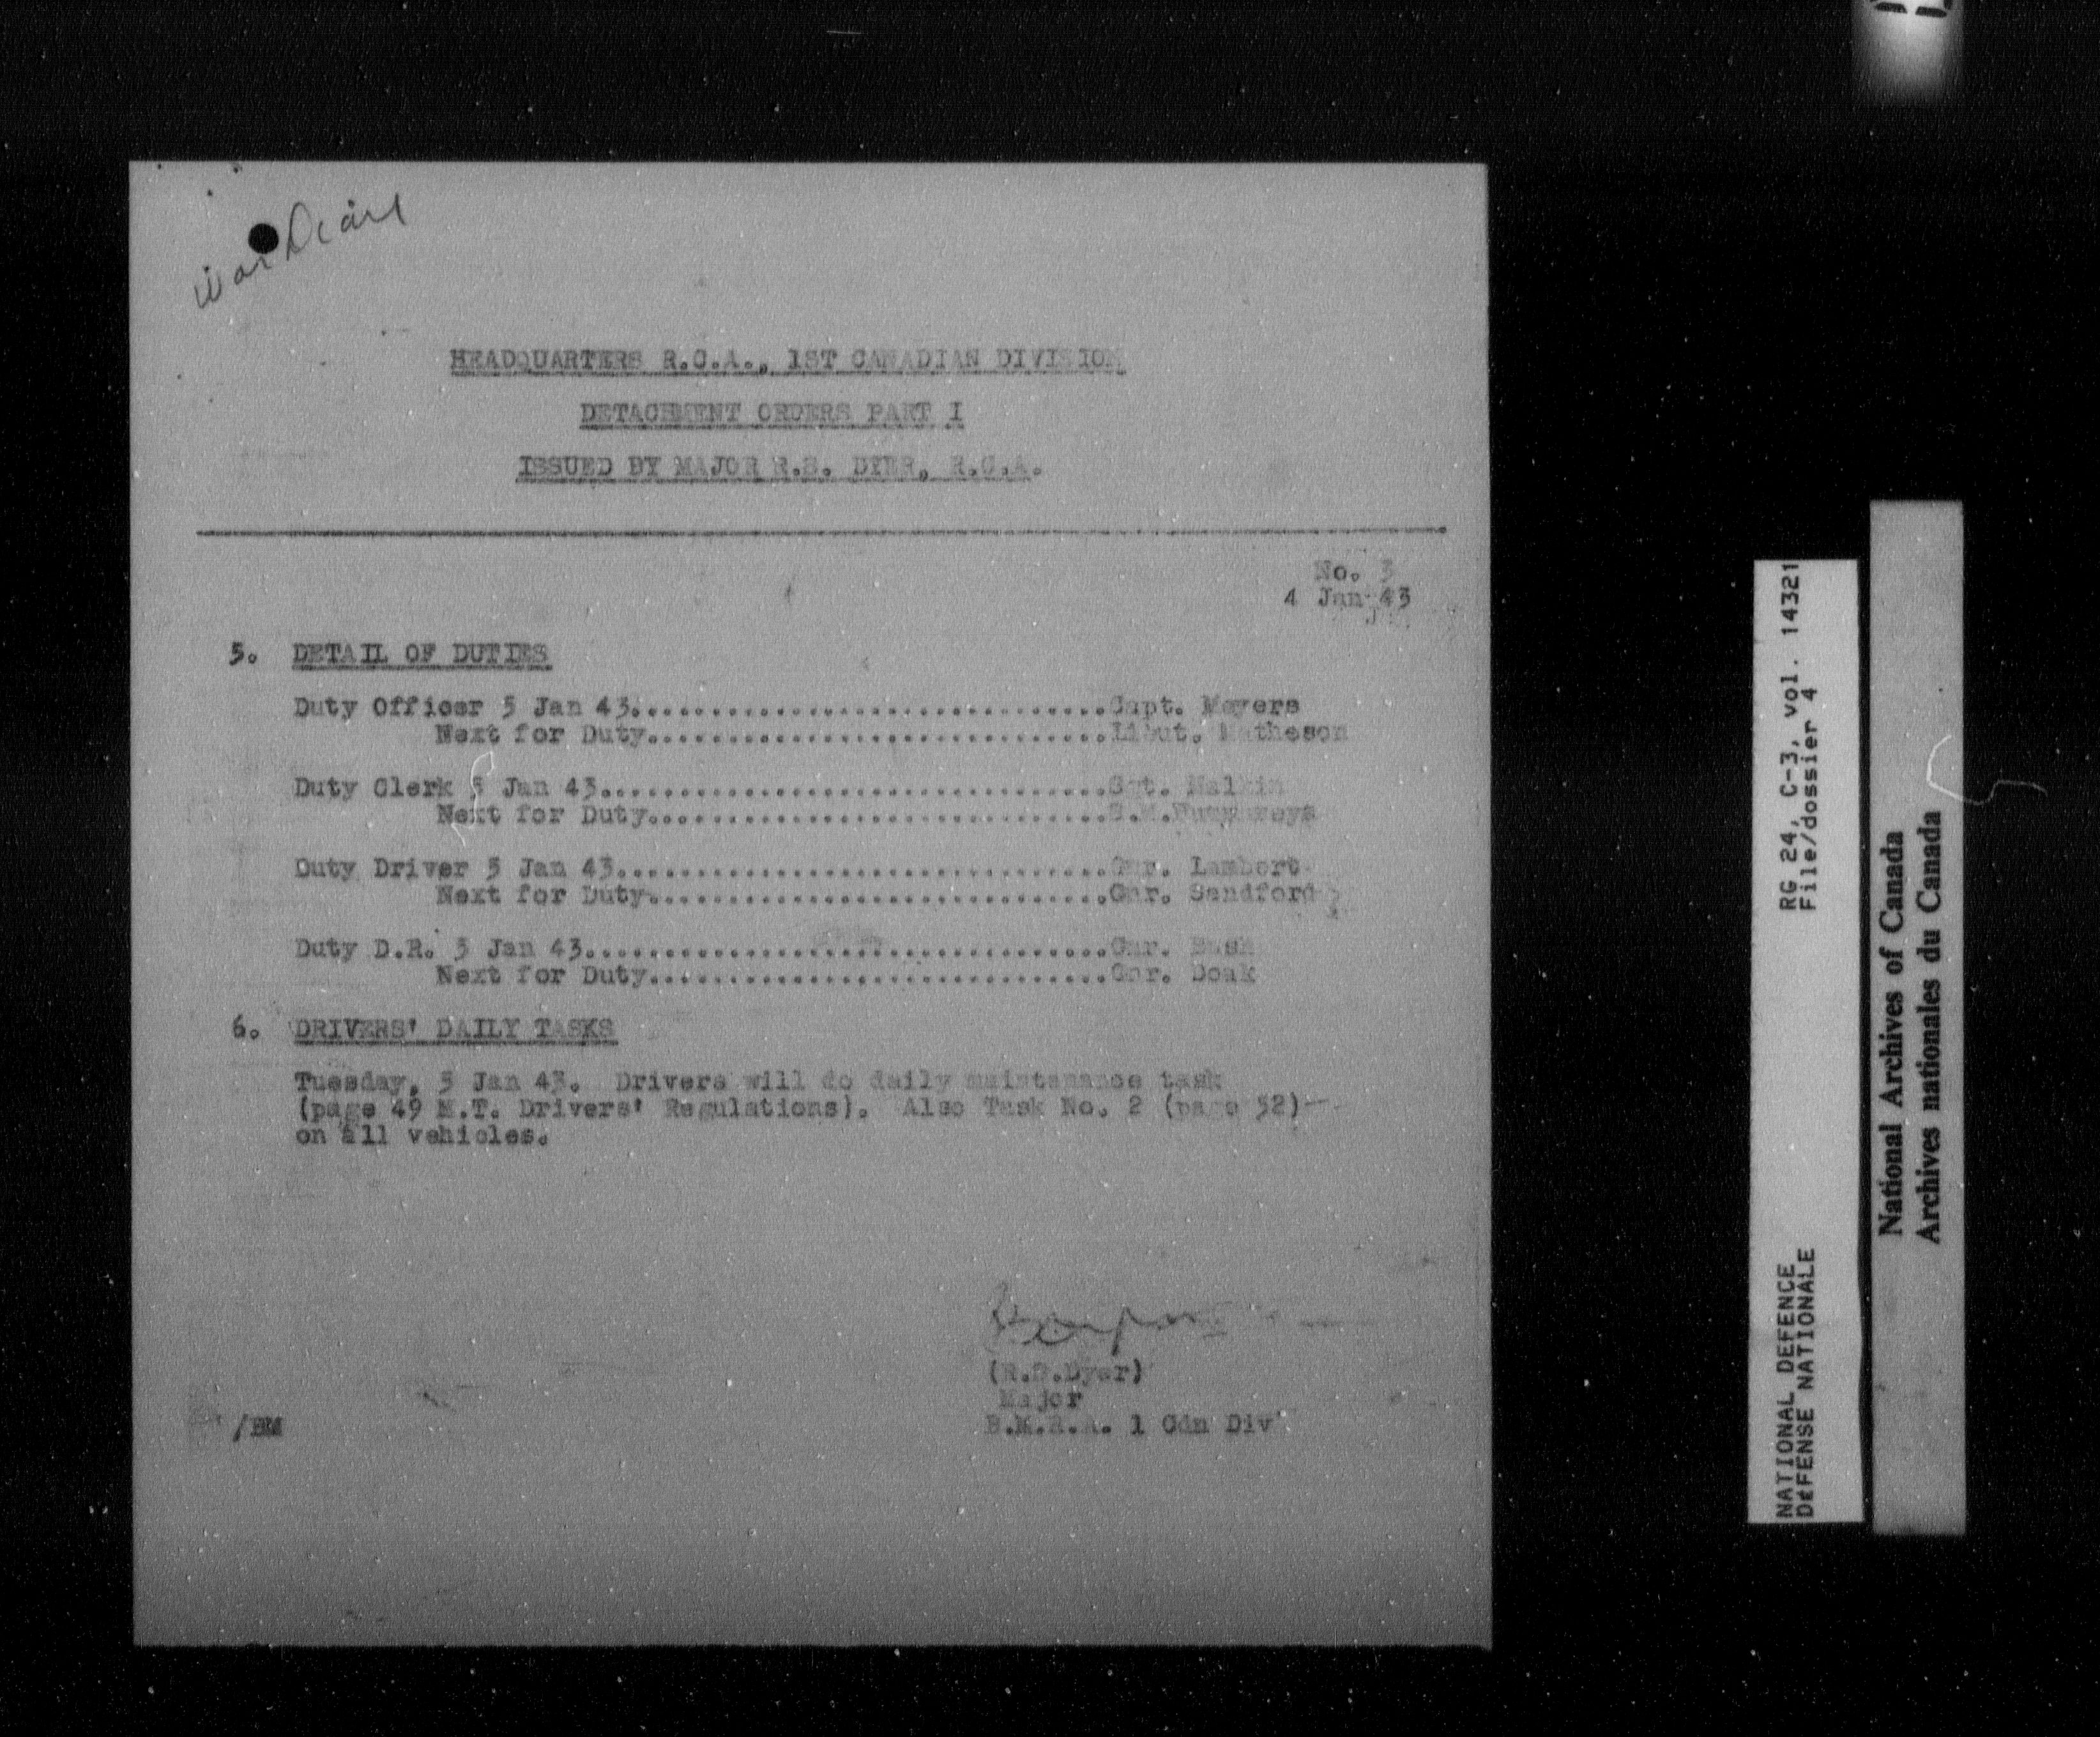 War Diary
HEADQUARTERS R.C.A., 1ST CANADIAN DIVISION
DETACHMENT ORDERS PART I
ISSUED BY MAJOR R.S. DYER, R.C.A.
No. 3
4 Jan 43
5. DETAIL OF DUTIES
Duty Officer 5 Jan 43..............................Capt. Meyers
Next for Duty.............................Lieut. Matheson
Duty Clerk 5 Jan 43................................Sgt. Malkin
Next for Duty.............................S.M.Humphreys
Duty Driver 5 Jan 43...............................Gnr. Lambert
Next for Duty.............................Gnr. Sandford
Duty D.R. 5 Jan 43.................................Gnr. Bush
Next for Duty.............................Gnr. Doak
6. DRIVERS' DAILY TASKS
Tuesday, 5 Jan 43. Drivers will do daily maintenance task
(page 49 M.T. Drivers' Regulations). Also Task No. 2 (page 52)
on all vehicles.
(R.S.Dyer)
Major
B.M.R.A. 1 Cdn Div
/BM
RG 24, C-3, vol. 14321
File/dossier 4
NATIONAL DEFENCE
DÉFENSE NATIONALE
National Archives of Canada
Archives nationales du Canada